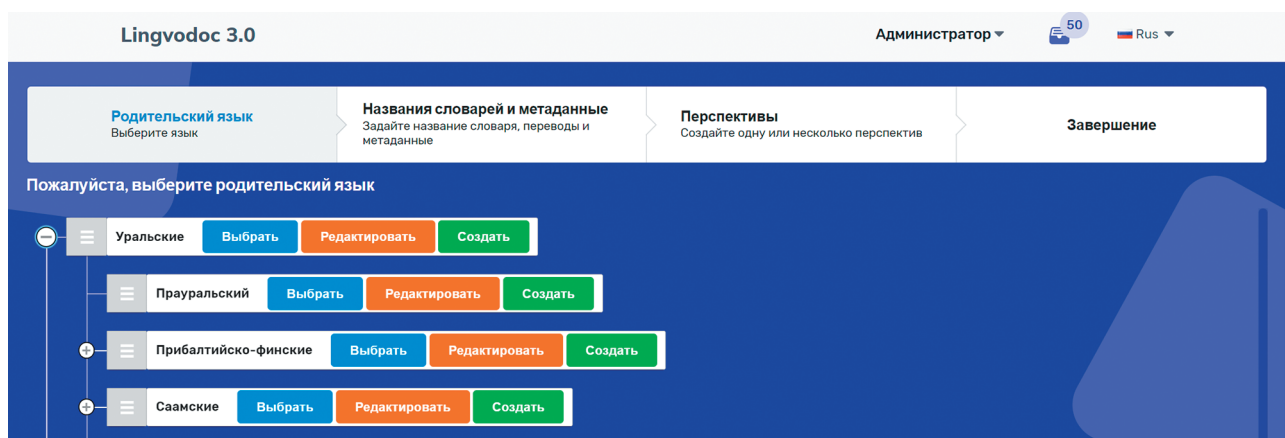 Lingvodoc 3.0
Администратор
50
Rus
Родительский язык
Выберите язык
Названия словарей и метаданные
Задайте название словаря, переводы и
метаданные
Перспективы
Создайте одну или несколько перспектив
Завершение
Пожалуйста, выберите родительский язык
Уральские Выбрать Редактировать Создать
Прауральский Выбрать Редактировать Создать
Прибалтийско-финские Выбрать Редактировать Создать
Саамские Выбрать Редактировать Создать